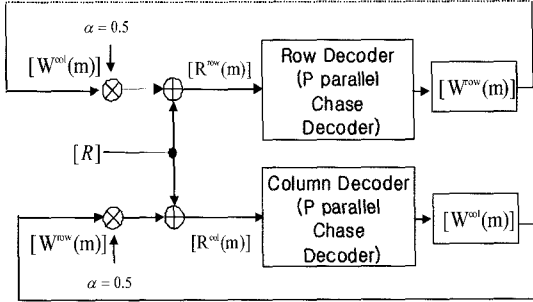 α = 0.5
[W^col(m)]
[R^row(m)]
Row Decoder
(P parallel
Chase
Decoder)
[W^row(m)]
[R]
Column Decoder
(P parallel
Chase
Decoder)
[W^row(m)]
[R^col(m)]
[W^col(m)]
α = 0.5